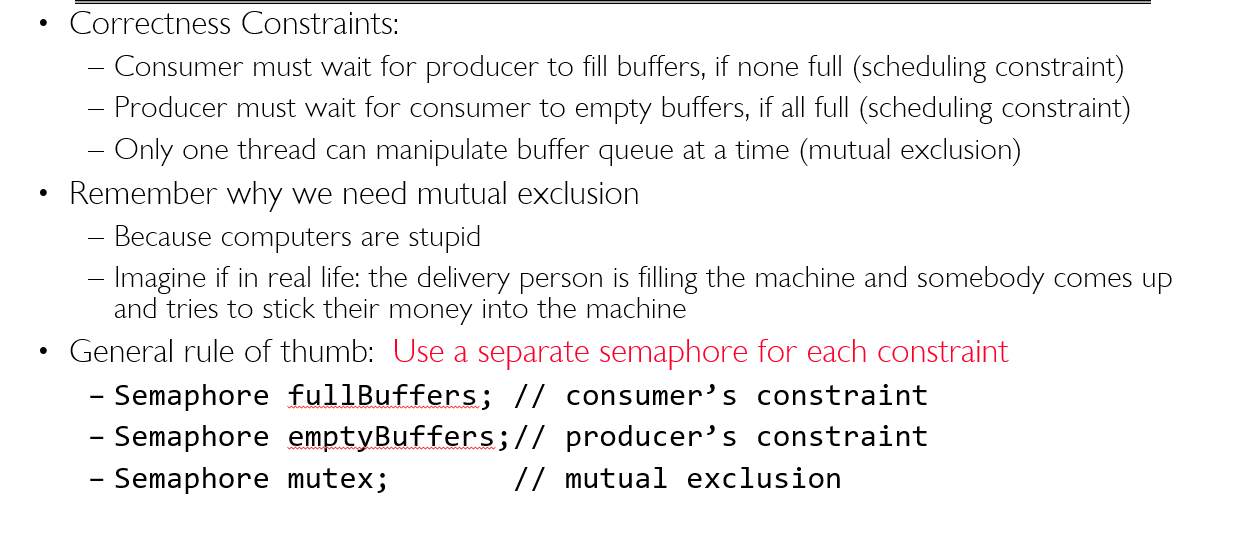 • Correctness Constraints:
– Consumer must wait for producer to fill buffers, if none full (scheduling constraint)
– Producer must wait for consumer to empty buffers, if all full (scheduling constraint)
– Only one thread can manipulate buffer queue at a time (mutual exclusion)
• Remember why we need mutual exclusion
– Because computers are stupid
– Imagine if in real life: the delivery person is filling the machine and somebody comes up
and tries to stick their money into the machine
• General rule of thumb: Use a separate semaphore for each constraint
– Semaphore fullBuffers; // consumer’s constraint
– Semaphore emptyBuffers;// producer’s constraint
– Semaphore mutex; // mutual exclusion